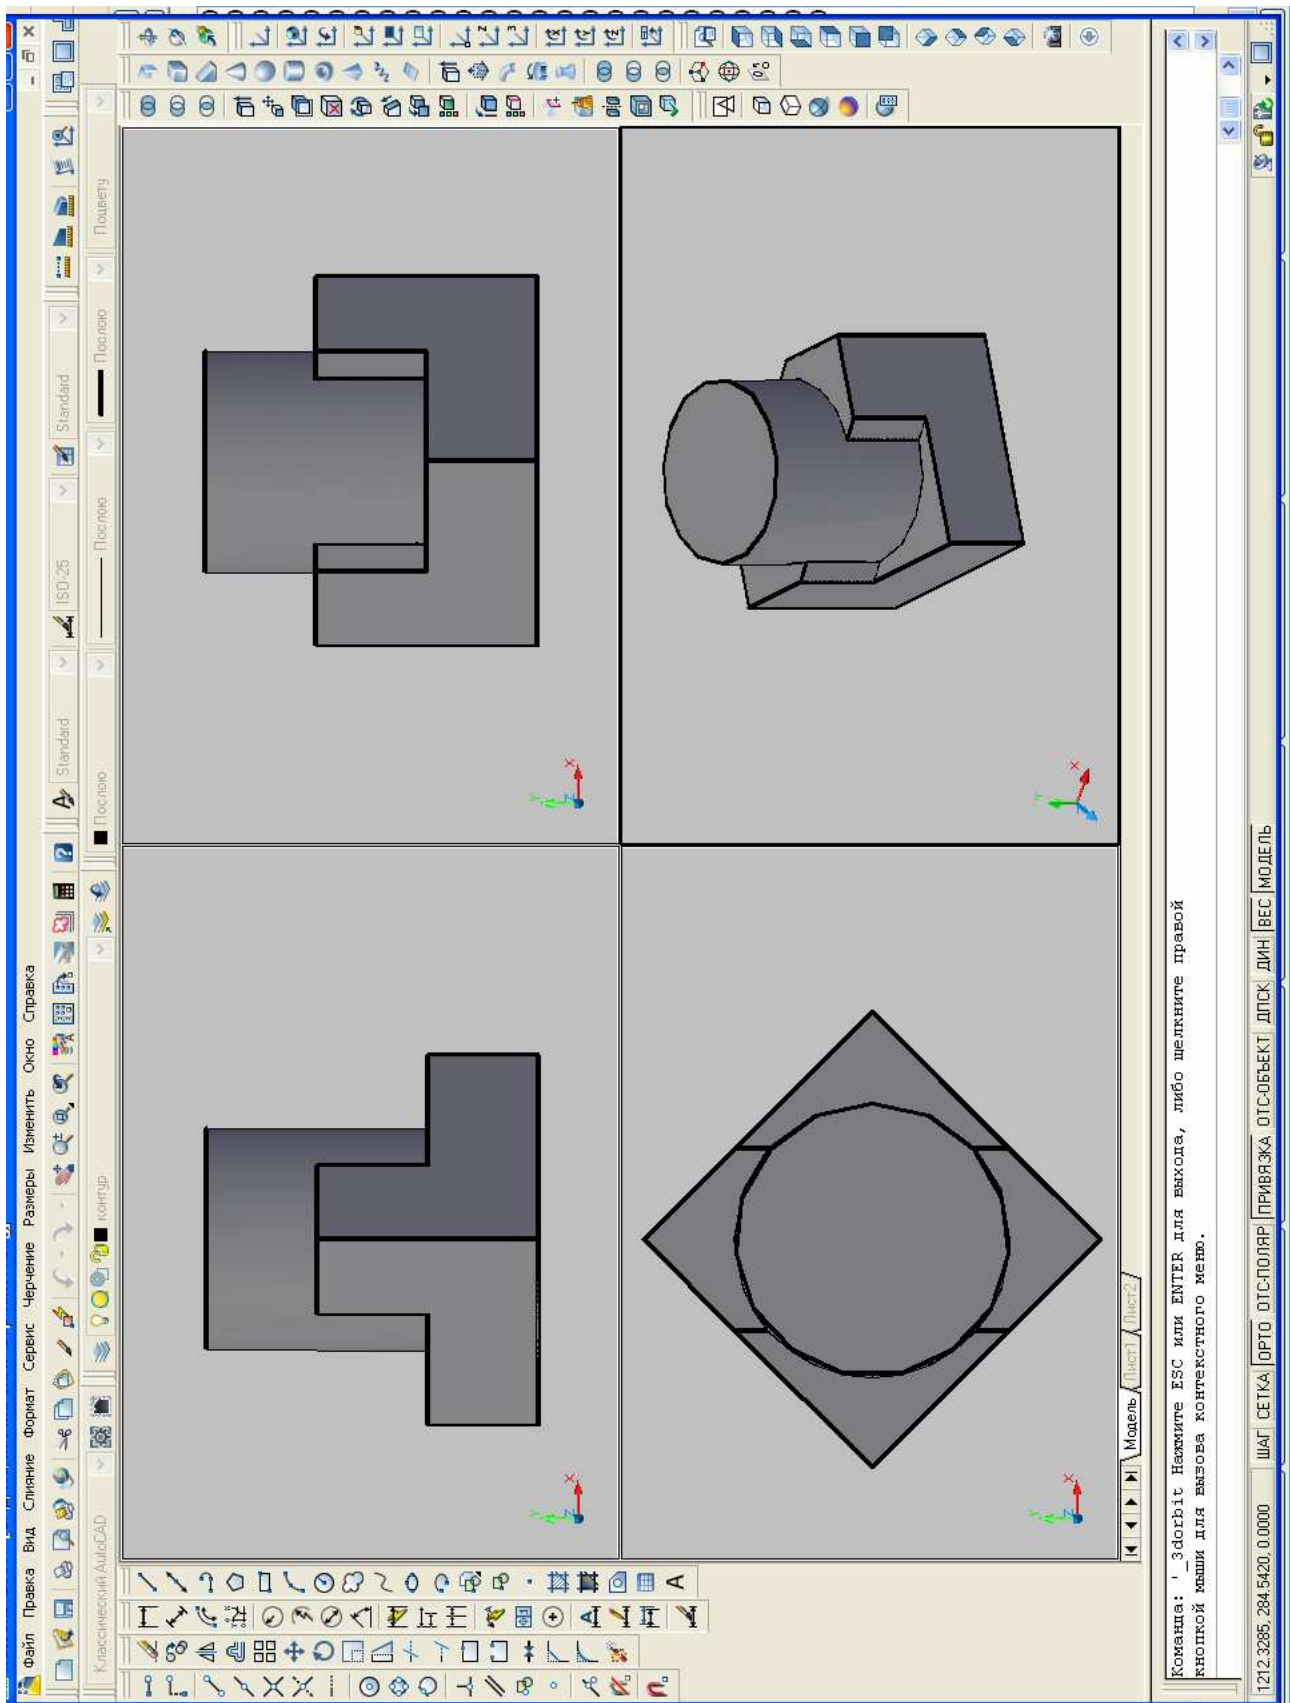 Файл Правка Вид Слияние Формат Сервис Черчение Размеры Изменить Окно Справка
Standard ISO-25 Standard
Классический AutoCAD контур Послою Послою Послою Поцвету
Y X Z
Y X Z
Y X Z
Y X
Модель Лист1 Лист2
Команда: '_3dorbit Нажмите ESC или ENTER для выхода, либо щелкните правой
кнопкой мыши для вызова контекстного меню.
1212.3285, 284.5420, 0.0000 ШАГ СЕТКА ОРТО ОТС-ПОЛЯР ПРИВЯЗКА ОТС-ОБЪЕКТ ДПСК ДИН ВЕС МОДЕЛЬ